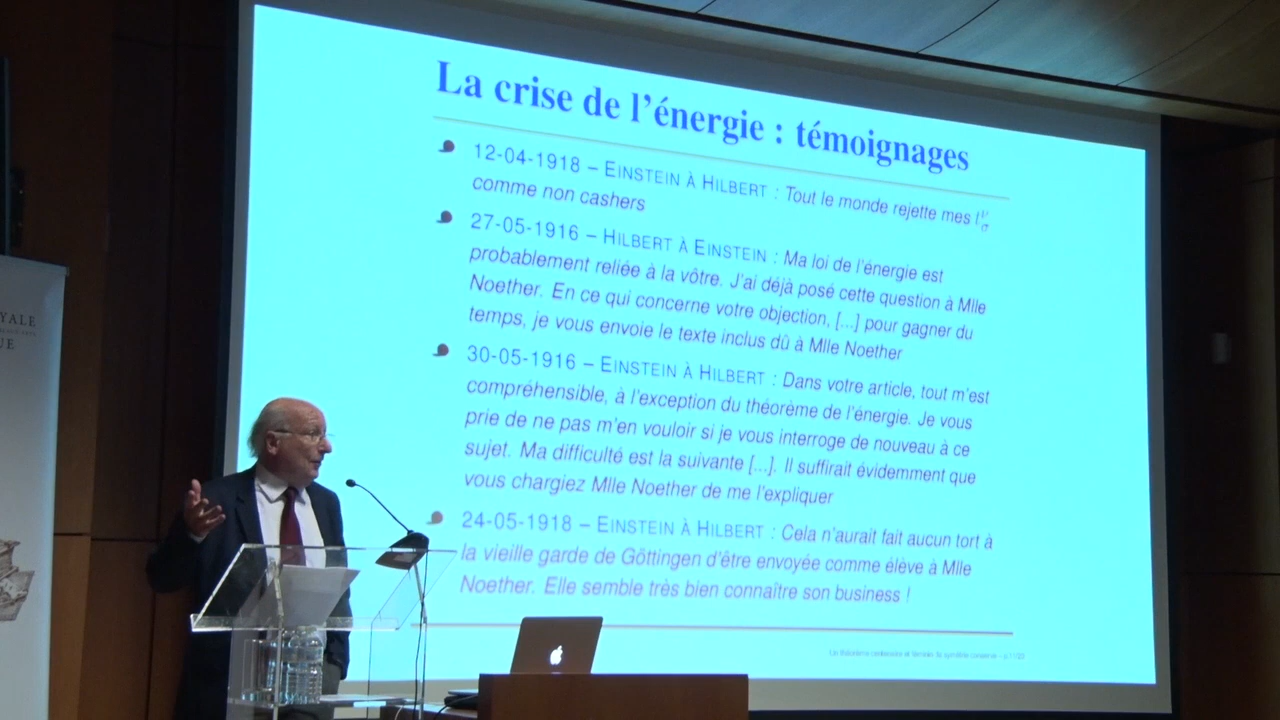 La crise de l'énergie : témoignages
12-04-1918 – EINSTEIN À HILBERT : Tout le monde rejette mes
comme non cashers
27-05-1916 – HILBERT À EINSTEIN : Ma loi de l'énergie est
probablement reliée à la vôtre. J'ai déjà posé cette question à Mlle
Noether. En ce qui concerne votre objection, [...] pour gagner du
temps, je vous envoie le texte inclus dû à Mlle Noether
30-05-1916 – EINSTEIN À HILBERT : Dans votre article, tout m'est
compréhensible, à l'exception du théorème de l'énergie. Je vous
prie de ne pas m'en vouloir si je vous interroge de nouveau à ce
sujet. Ma difficulté est la suivante [...]. Il suffirait évidemment que
vous chargiez Mlle Noether de me l'expliquer
24-05-1918 – EINSTEIN À HILBERT : Cela n'aurait fait aucun tort à
la vieille garde de Göttingen d'être envoyée comme élève à Mlle
Noether. Elle semble très bien connaître son business !
YALE
UE